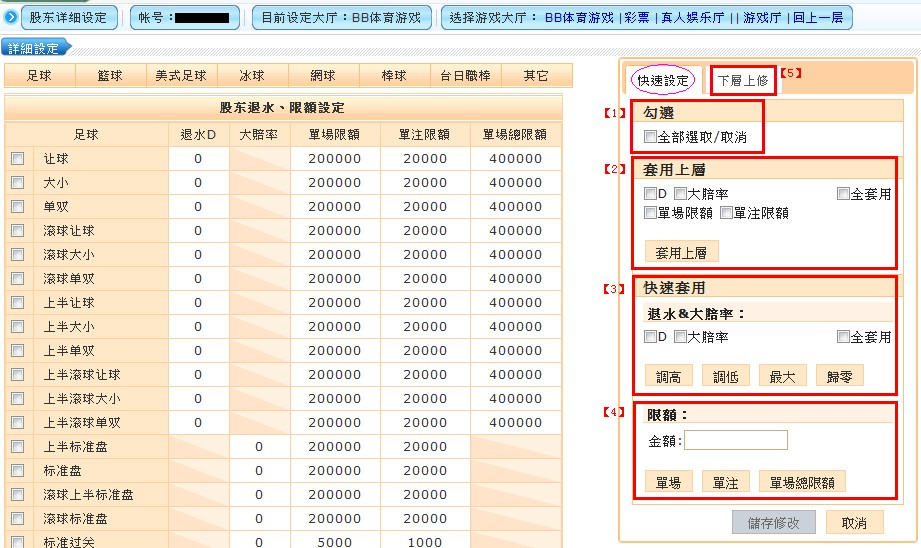 股东详细设定 帐号： 目前设定大厅：BB体育游戏 选择游戏大厅： BB体育游戏 | 彩票 | 真人娱乐厅 | | 游戏厅 | 回上一层
詳細設定
足球 籃球 美式足球 冰球 網球 棒球 台日職棒 其它
股东退水、限額設定
足球 退水D 大賠率 單場限額 單注限額 單場總限額
让球 0 200000 20000 400000
大小 0 200000 20000 400000
单双 0 200000 20000 400000
滚球让球 0 200000 20000 400000
滚球大小 0 200000 20000 400000
滚球单双 0 200000 20000 400000
上半让球 0 200000 20000 400000
上半大小 0 200000 20000 400000
上半单双 0 200000 20000 400000
上半滚球让球 0 200000 20000 400000
上半滚球大小 0 200000 20000 400000
上半滚球单双 0 200000 20000 400000
上半标准盘 0 200000 20000
标准盘 0 200000 20000
滚球上半标准盘 0 200000 20000
滚球标准盘 0 200000 20000
标准过关 0 5000 1000
快速設定 下層上修 【5】
【1】 勾選
全部選取/取消
【2】 套用上層
D 大賠率 全套用
單場限額 單注限額
套用上層
【3】 快速套用
退水&大賠率：
D 大賠率 全套用
調高 調低 最大 歸零
【4】 限額：
金額：
單場 單注 單場總限額
儲存修改 取消